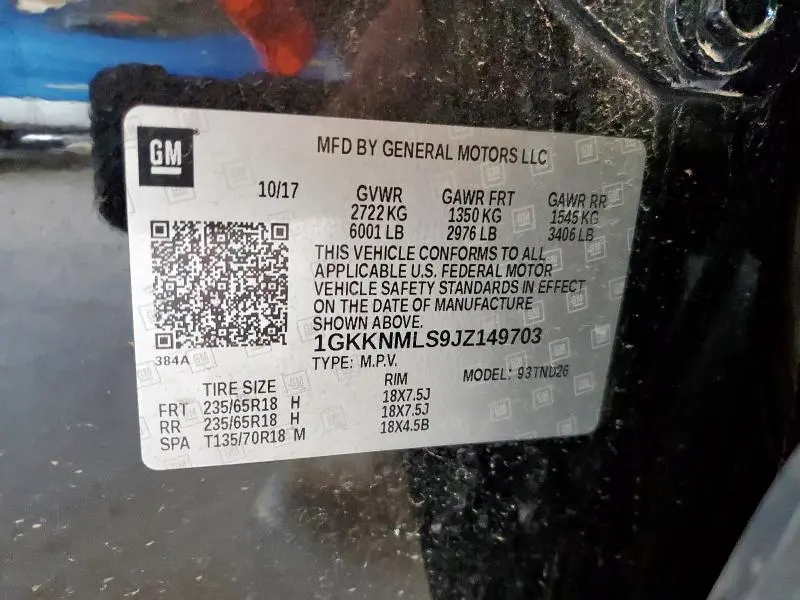 GM
MFD BY GENERAL MOTORS LLC
10/17 GVWR GAWR FRT GAWR RR
2722 KG 1350 KG 1545 KG
6001 LB 2976 LB 3406 LB
THIS VEHICLE CONFORMS TO ALL
APPLICABLE U.S. FEDERAL MOTOR
VEHICLE SAFETY STANDARDS IN EFFECT
ON THE DATE OF MANUFACTURE
SHOWN ABOVE.
384A
1GKKNMLS9JZ149703
TYPE: M.P.V. MODEL: 93TNU26
TIRE SIZE RIM
FRT 235/65R18 H 18X7.5J
RR 235/65R18 H 18X7.5J
SPA T135/70R18 M 18X4.5B